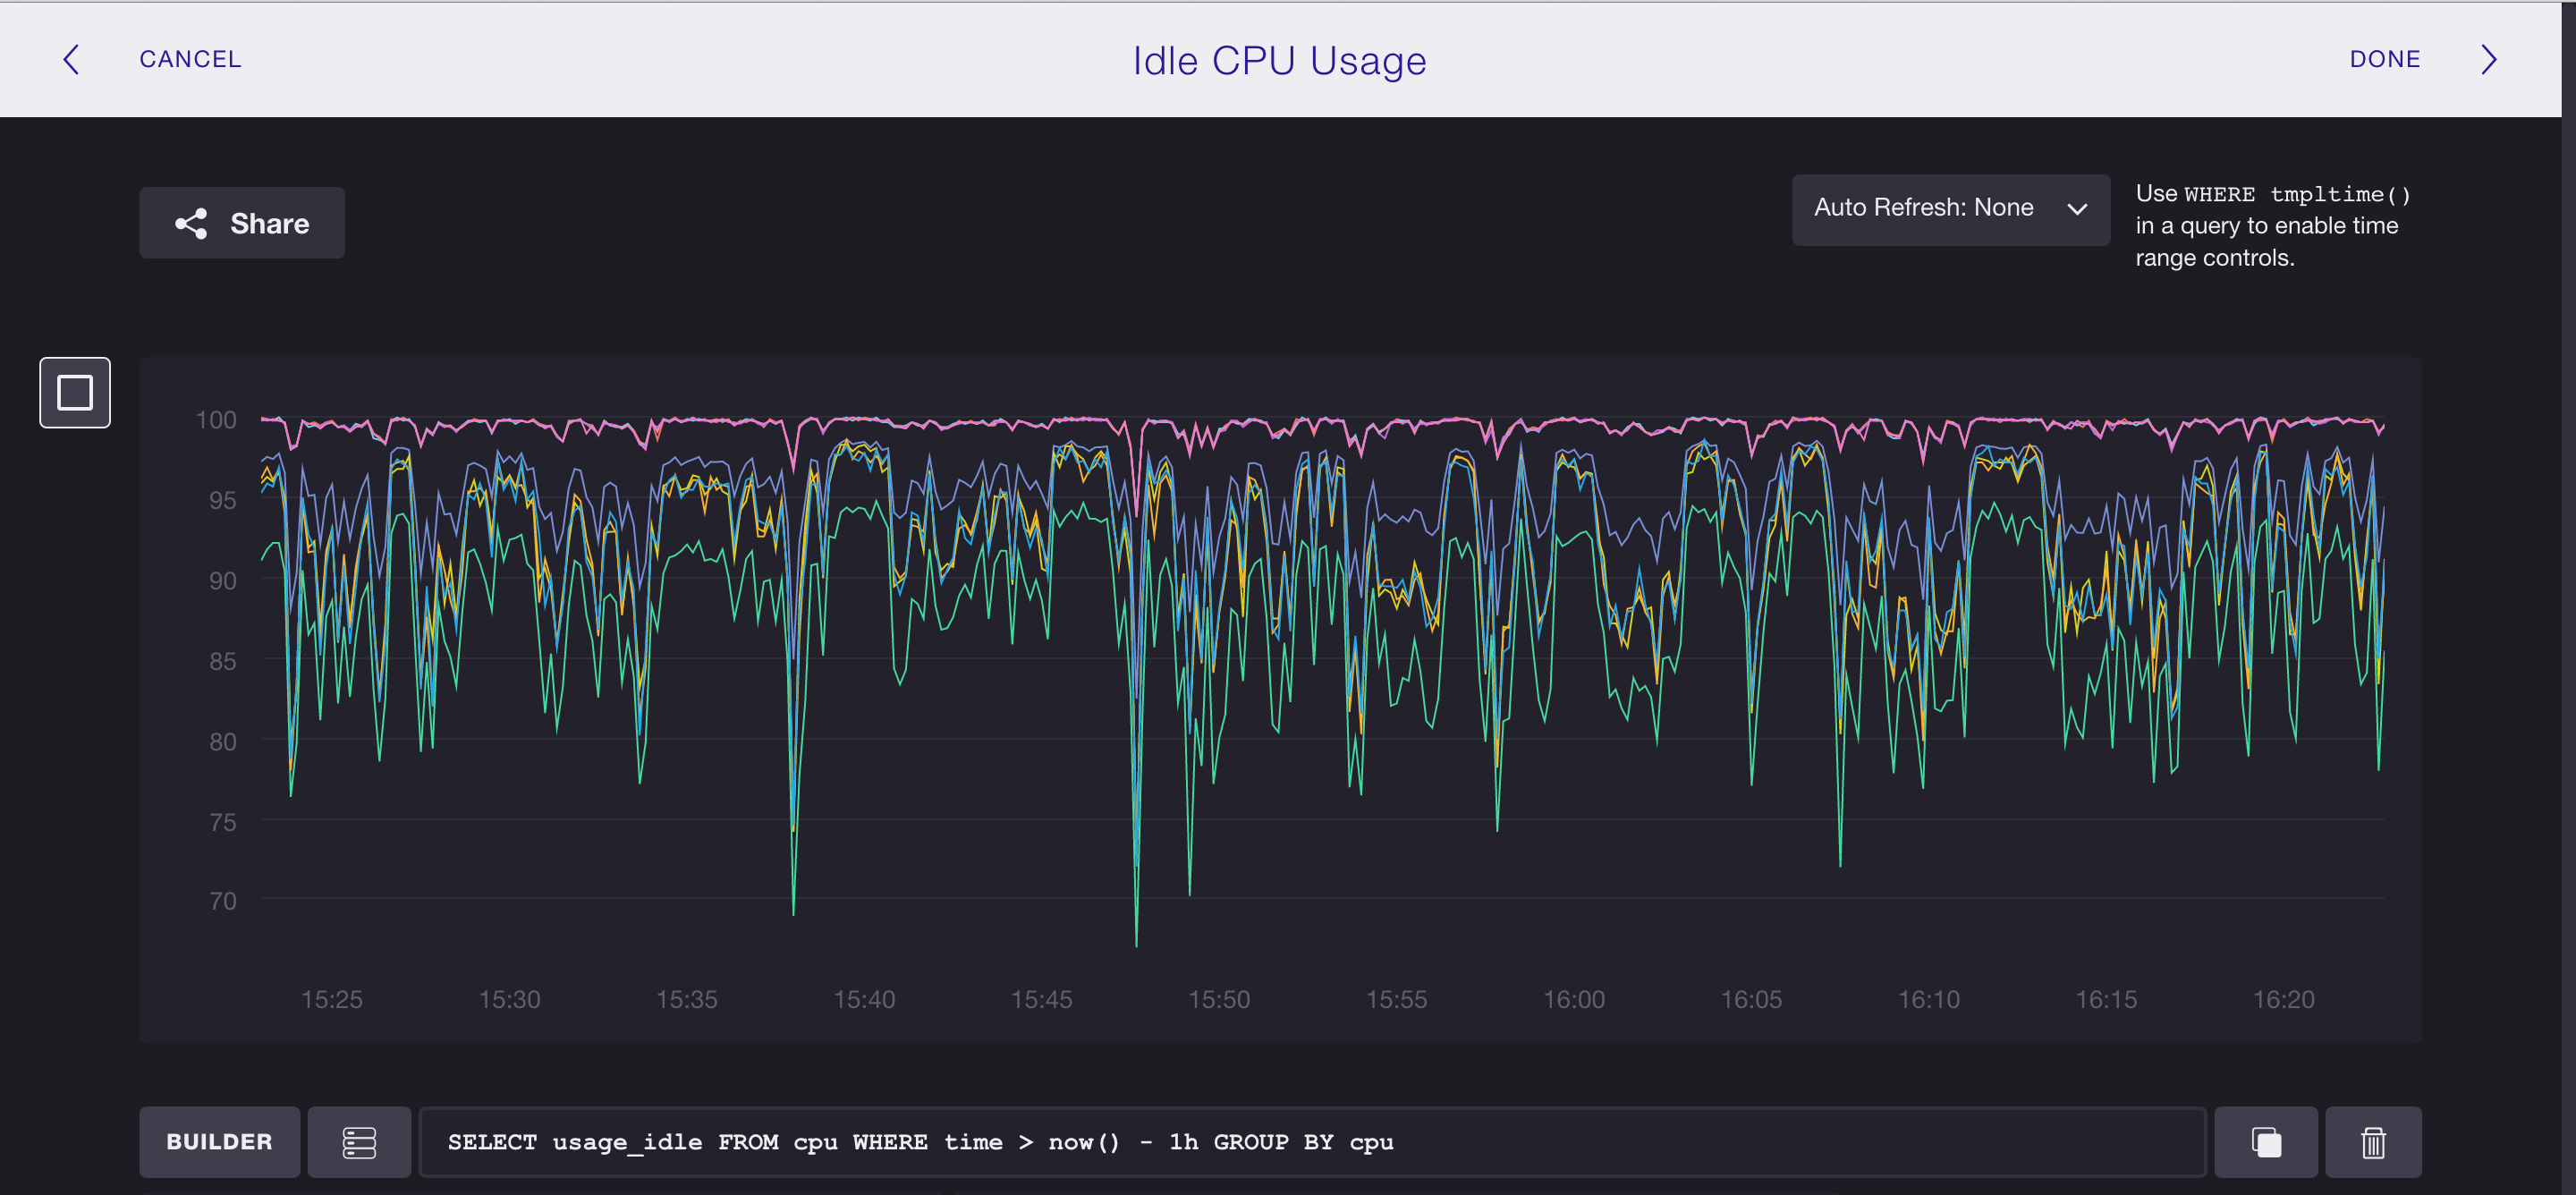 CANCEL
Idle CPU Usage
DONE
Share
Auto Refresh: None
Use WHERE tmpltime()
in a query to enable time
range controls.
100
95
90
85
80
75
70
15:25 15:30 15:35 15:40 15:45 15:50 15:55 16:00 16:05 16:10 16:15 16:20
BUILDER
SELECT usage_idle FROM cpu WHERE time > now() - 1h GROUP BY cpu